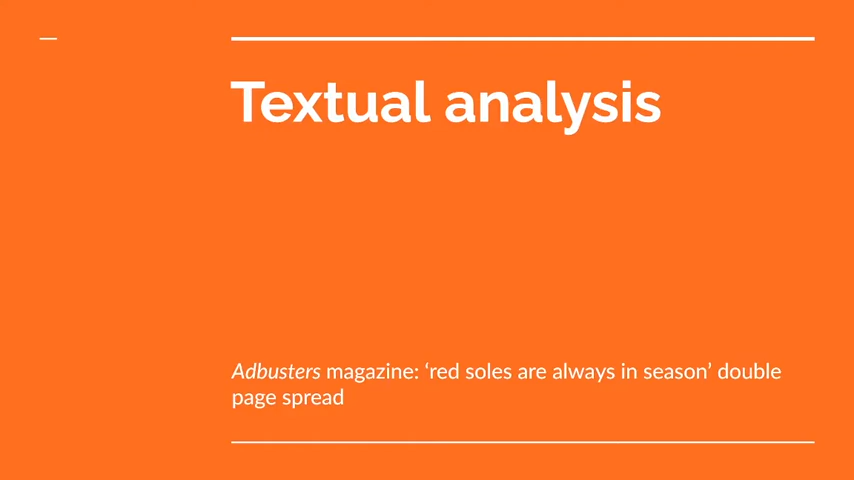 Textual analysis
Adbusters magazine: ‘red soles are always in season’ double
page spread